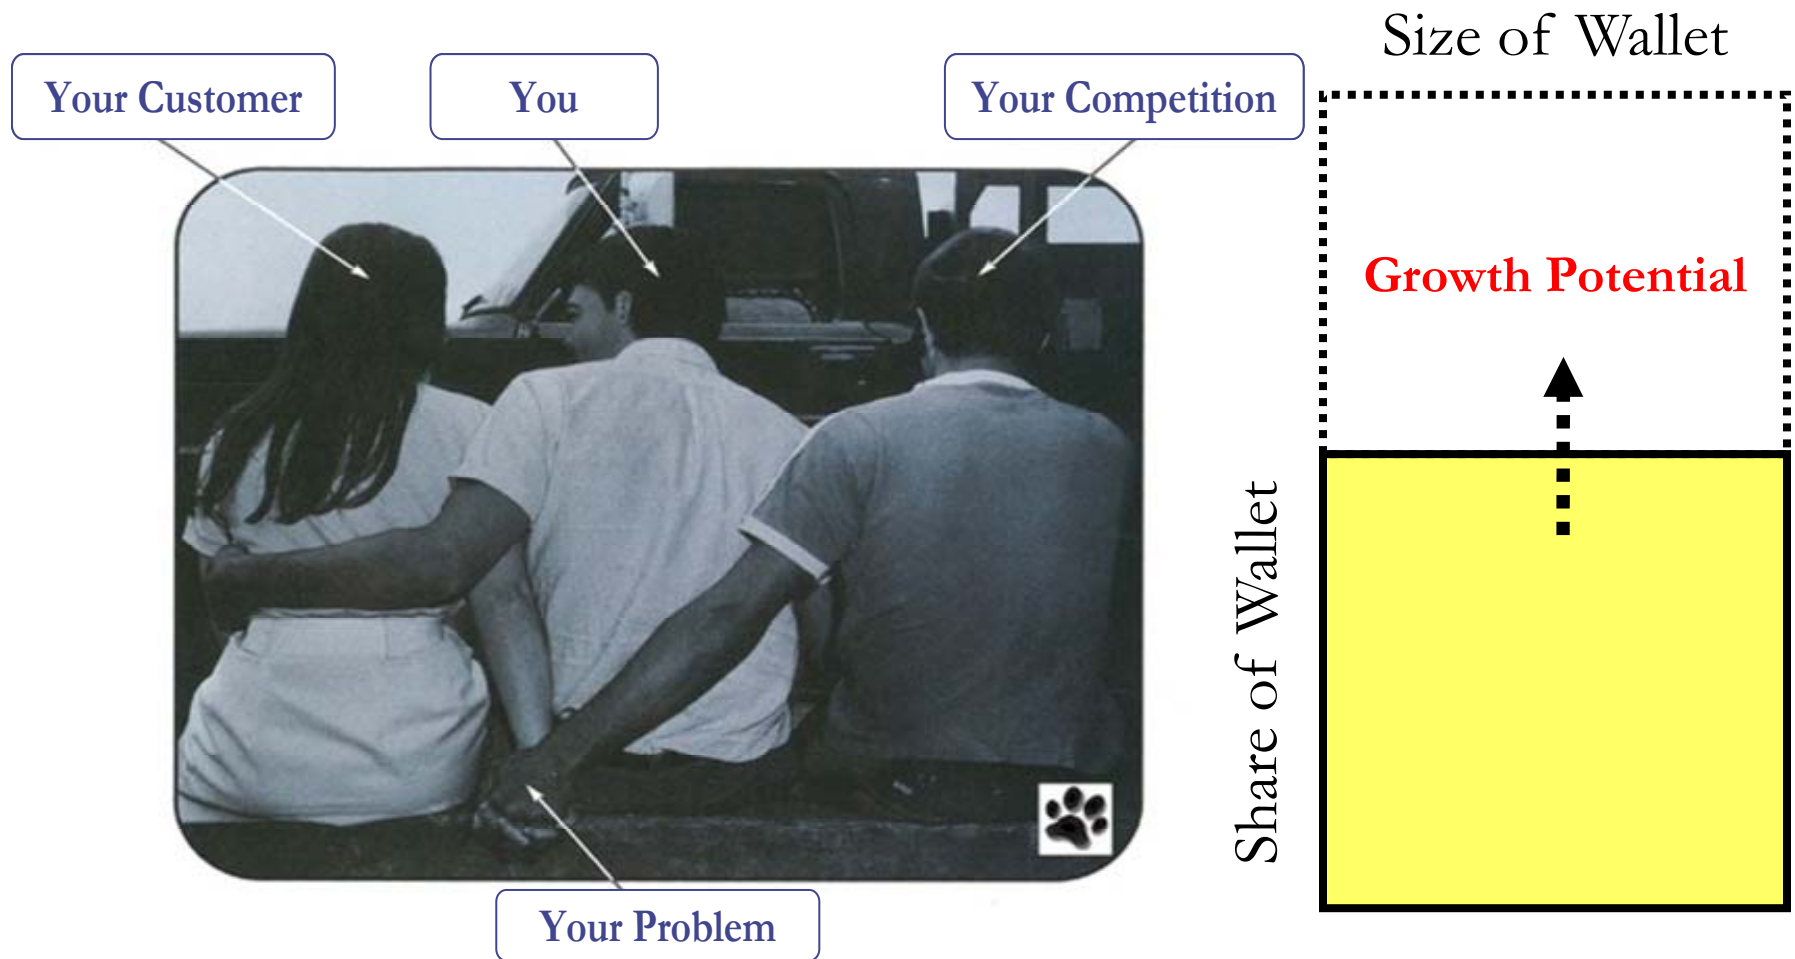 Size of Wallet
Your Customer
You
Your Competition
Growth Potential
Share of Wallet
Your Problem